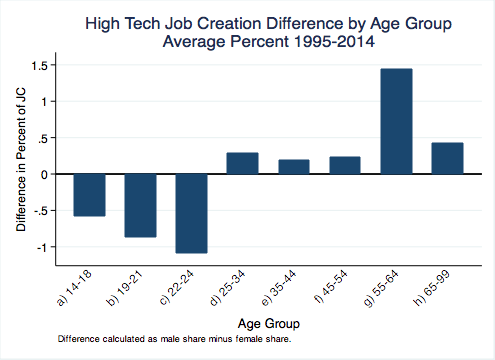 High Tech Job Creation Difference by Age Group
Average Percent 1995-2014
Difference in Percent of JC
1.5
1
.5
0
-.5
-1
a) 14-18
b) 19-21
c) 22-24
d) 25-34
e) 35-44
f) 45-54
g) 55-64
h) 65-99
Age Group
Difference calculated as male share minus female share.